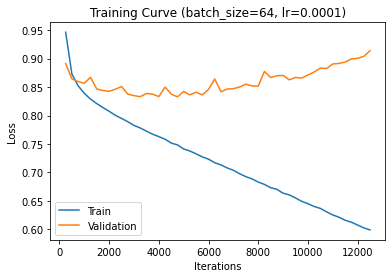 Training Curve (batch_size=64, lr=0.0001)
Loss
0.95
0.90
0.85
0.80
0.75
0.70
0.65
0.60
Train
Validation
0 2000 4000 6000 8000 10000 12000
Iterations